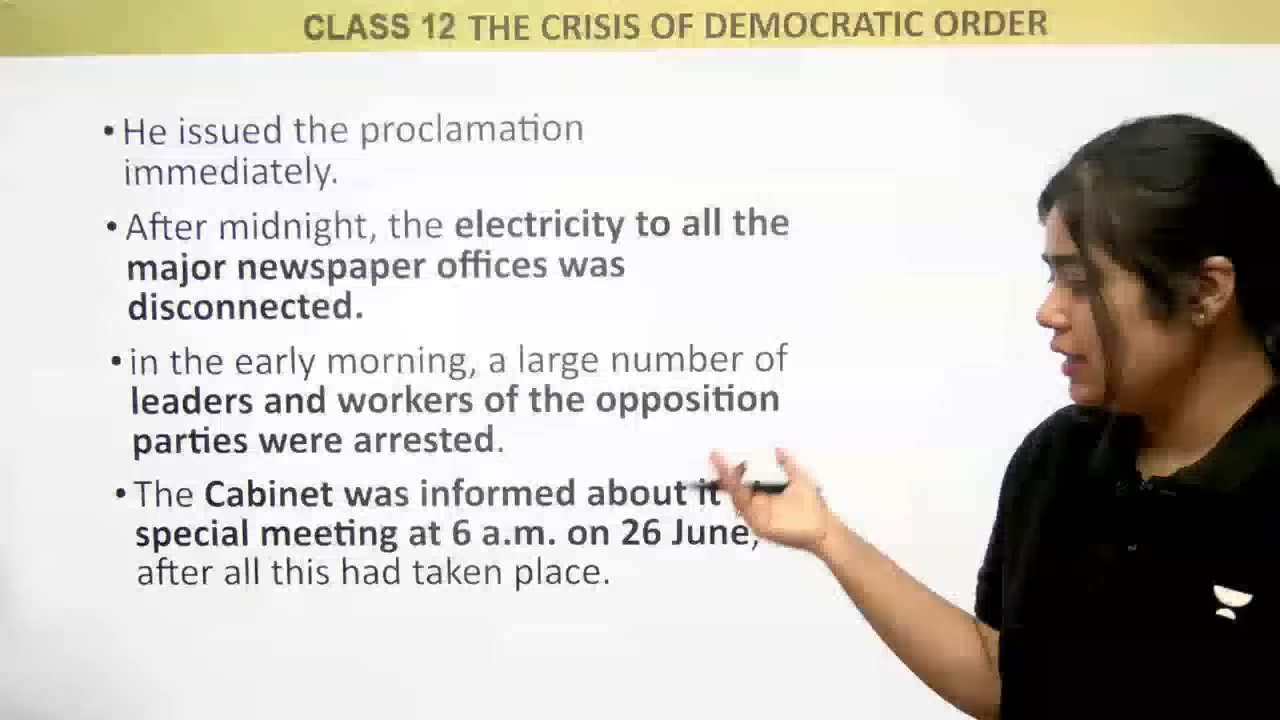 CLASS 12 THE CRISIS OF DEMOCRATIC ORDER
• He issued the proclamation
immediately.
• After midnight, the electricity to all the
major newspaper offices was
disconnected.
• in the early morning, a large number of
leaders and workers of the opposition
parties were arrested.
• The Cabinet was informed about it
special meeting at 6 a.m. on 26 June,
after all this had taken place.